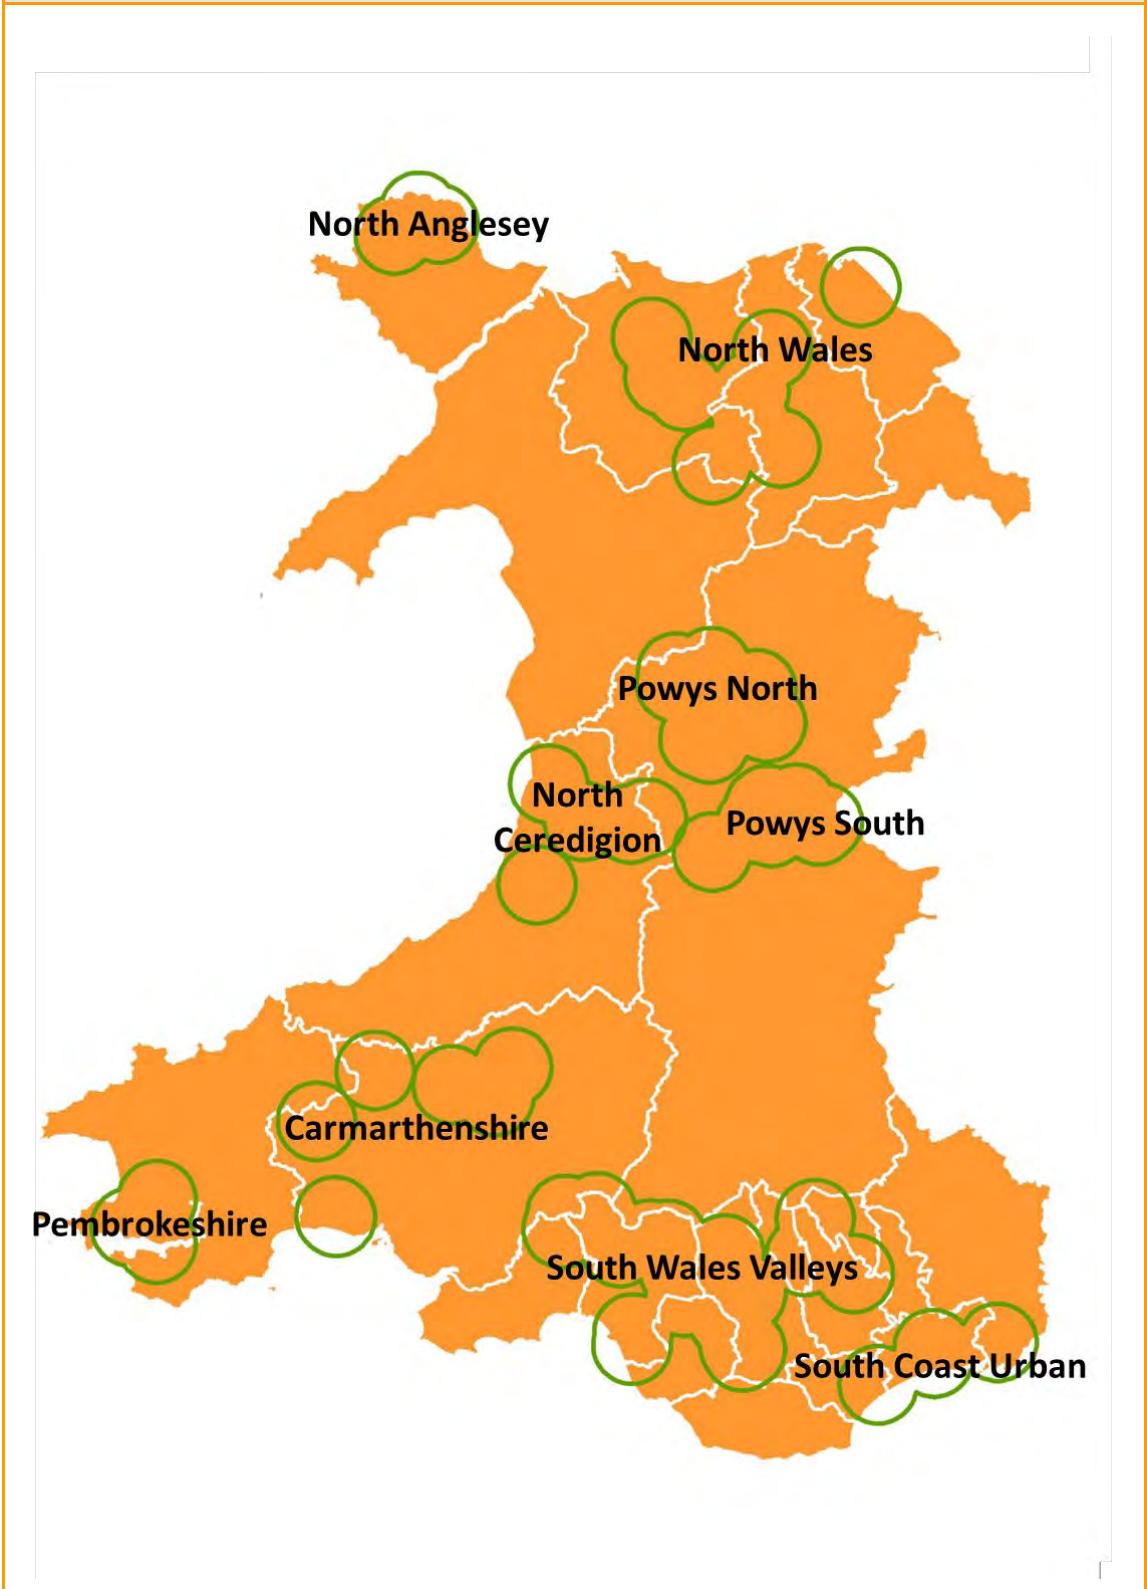 North Anglesey
North Wales
Powys North
North
Ceredigion
Powys South
Carmarthenshire
Pembrokeshire
South Wales Valleys
South Coast Urban